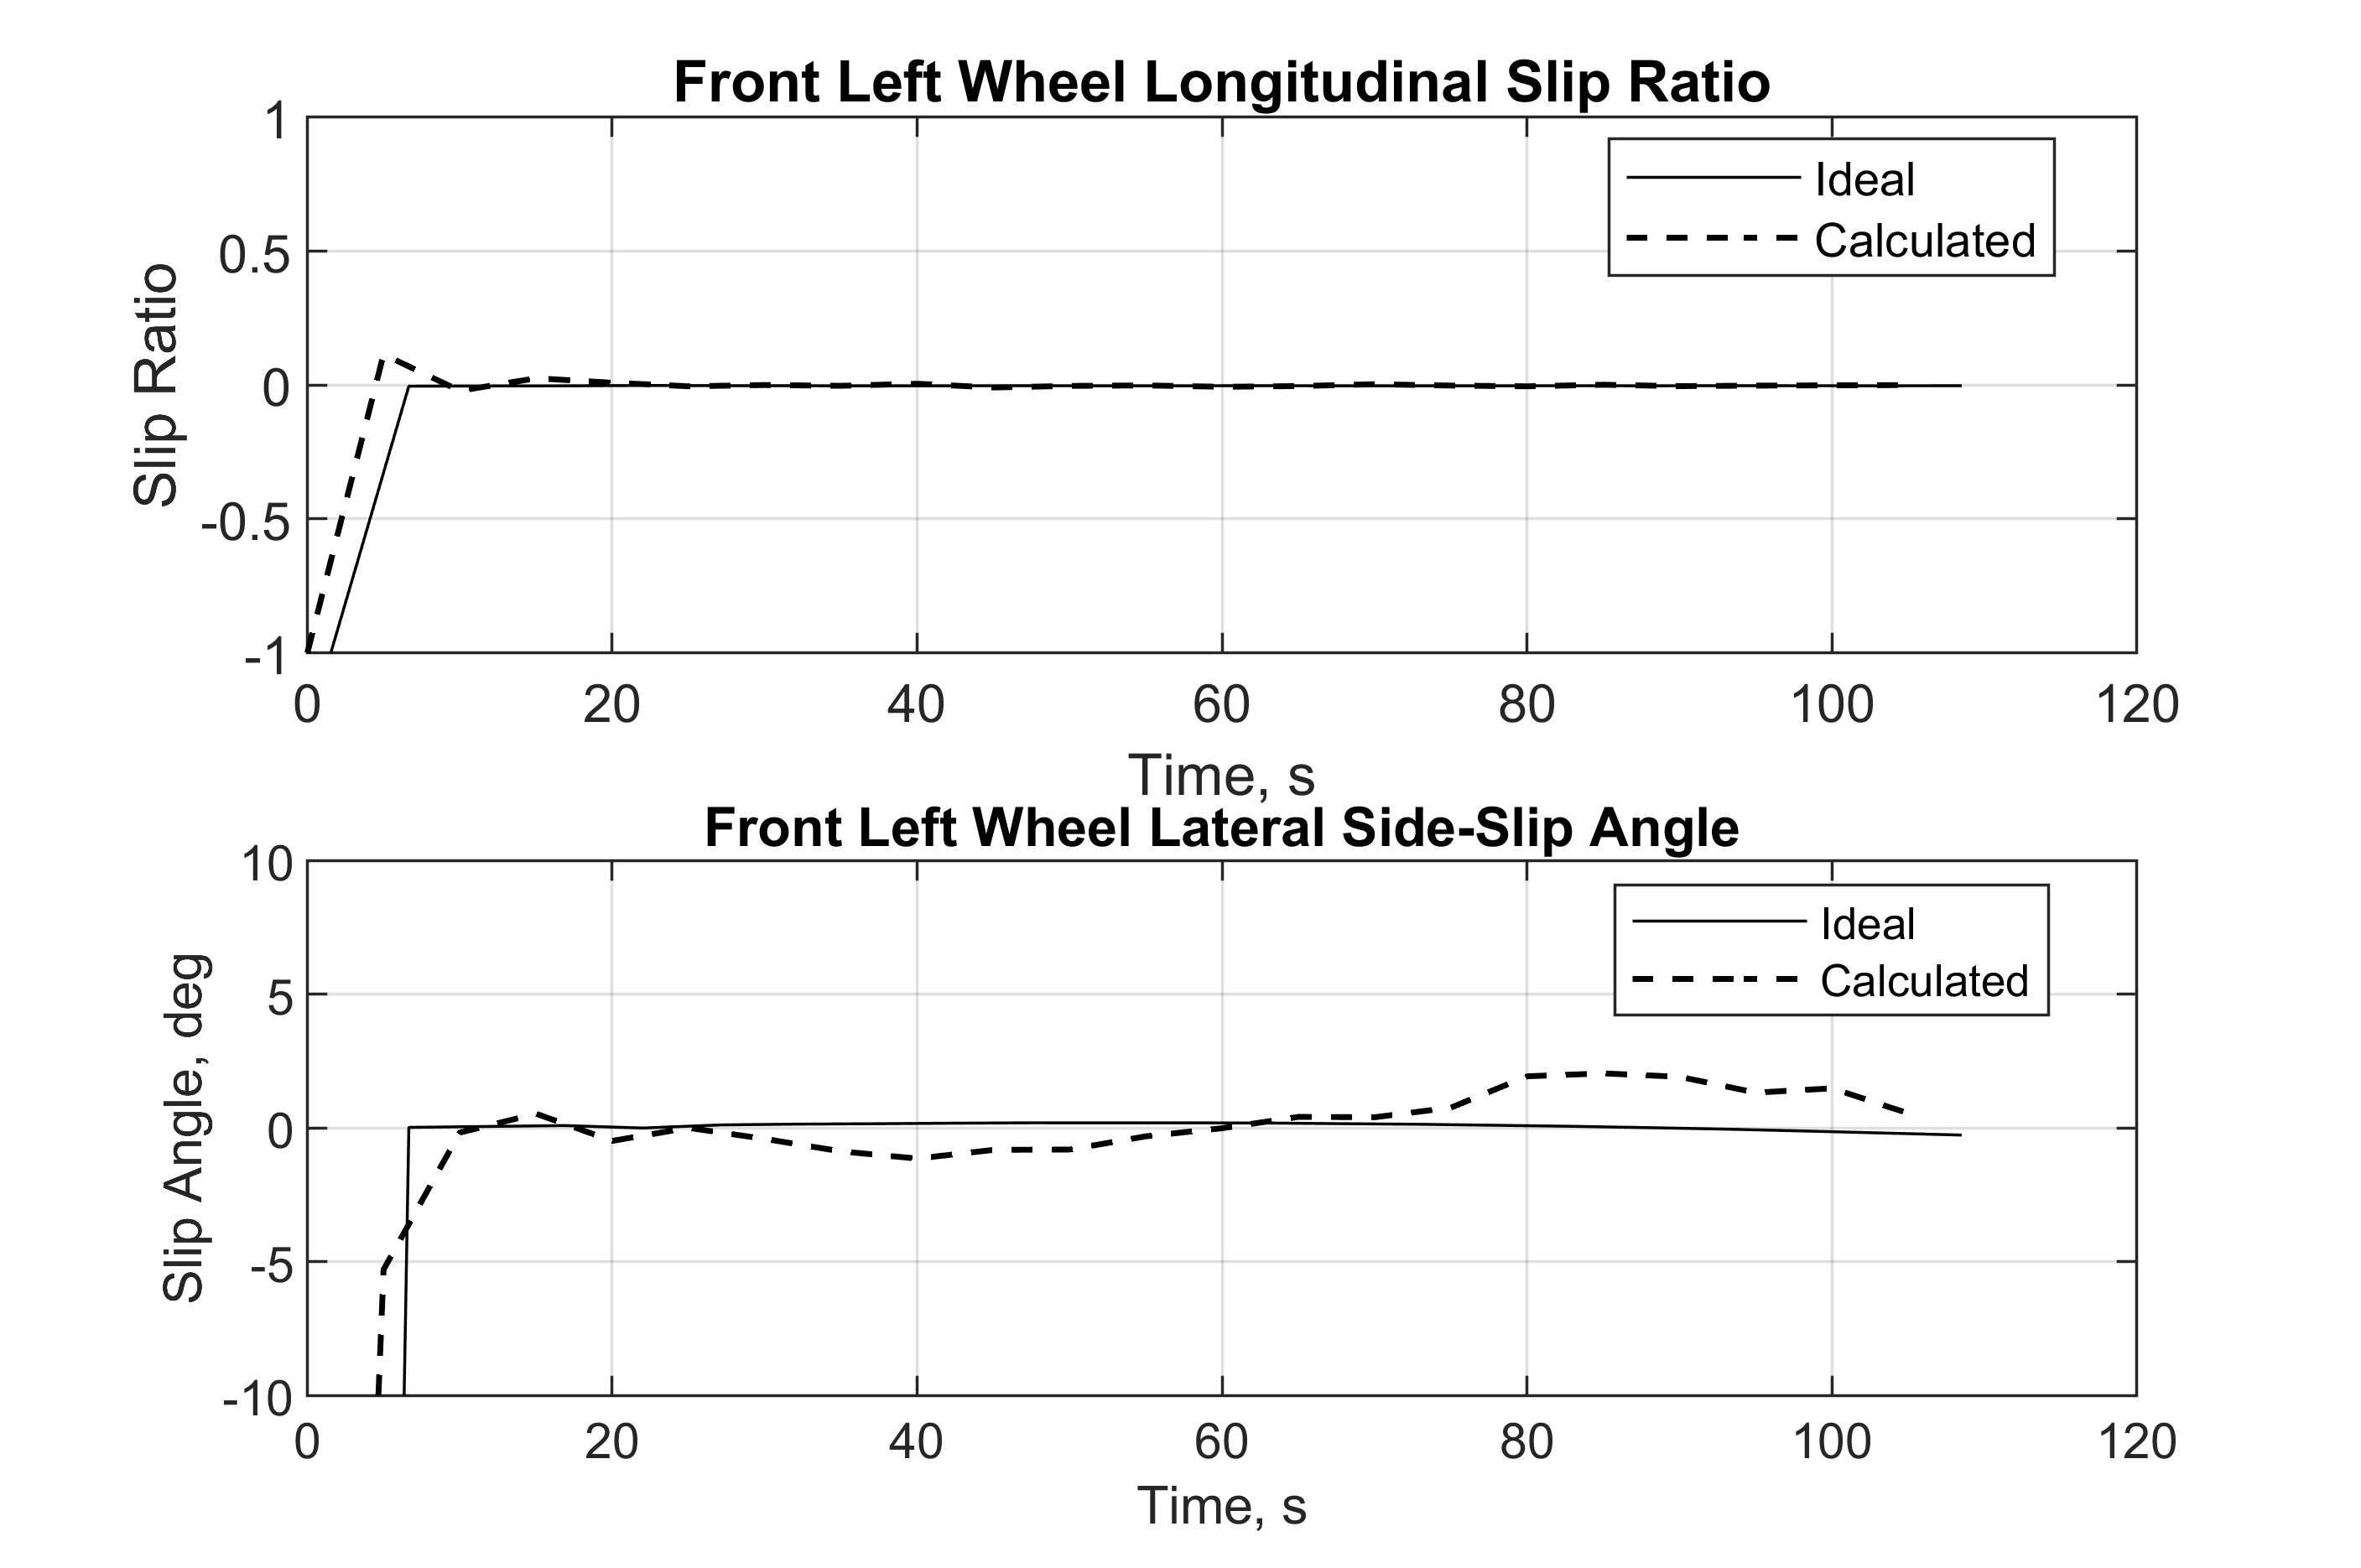 Front Left Wheel Longitudinal Slip Ratio
1
0.5
0
-0.5
-1
Slip Ratio
Ideal
Calculated
0 20 40 60 80 100 120
Time, s
Front Left Wheel Lateral Side-Slip Angle
10
5
0
-5
-10
Slip Angle, deg
Ideal
Calculated
0 20 40 60 80 100 120
Time, s